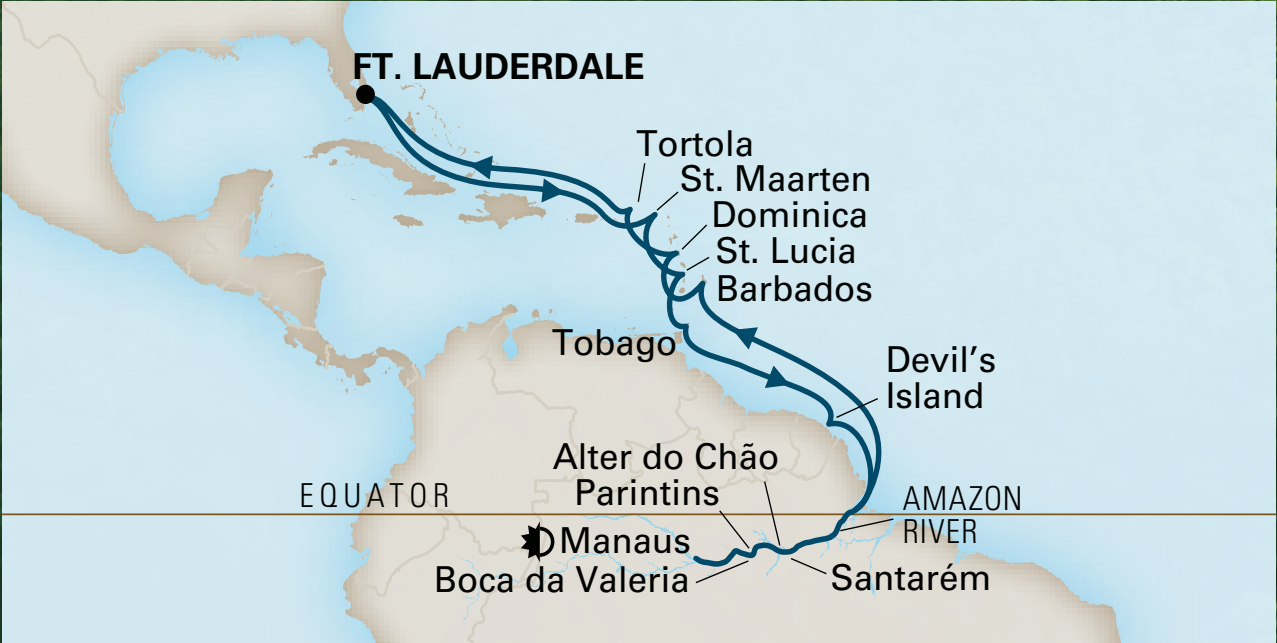 FT. LAUDERDALE
Tortola
St. Maarten
Dominica
St. Lucia
Barbados
Tobago
Devil's
Island
Alter do Chão
Parintins
EQUATOR
AMAZON
RIVER
Manaus
Boca da Valeria
Santarém